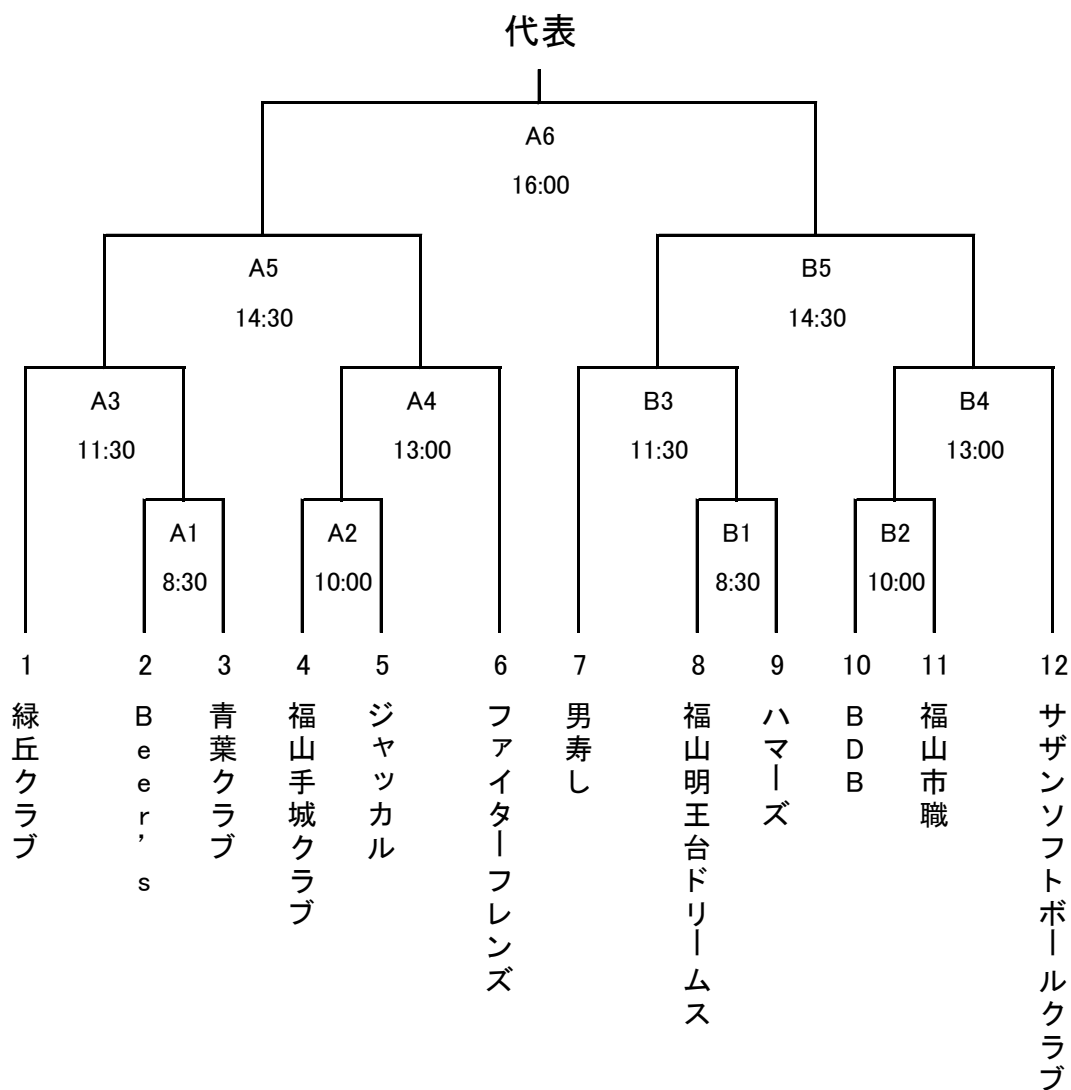 代表
A6
16:00
A5
B5
14:30
14:30
A3
A4
B3
B4
11:30
13:00
11:30
13:00
A1
A2
B1
B2
8:30
10:00
8:30
10:00
1
2
3
4
5
6
7
8
9
10
11
12
緑丘クラブ
Beer's
青葉クラブ
福山手城クラブ
ジャッカル
ファイターフレンズ
男寿し
福山明王台ドリームス
ハマーズ
BDB
福山市職
サザンソフトボールクラブ